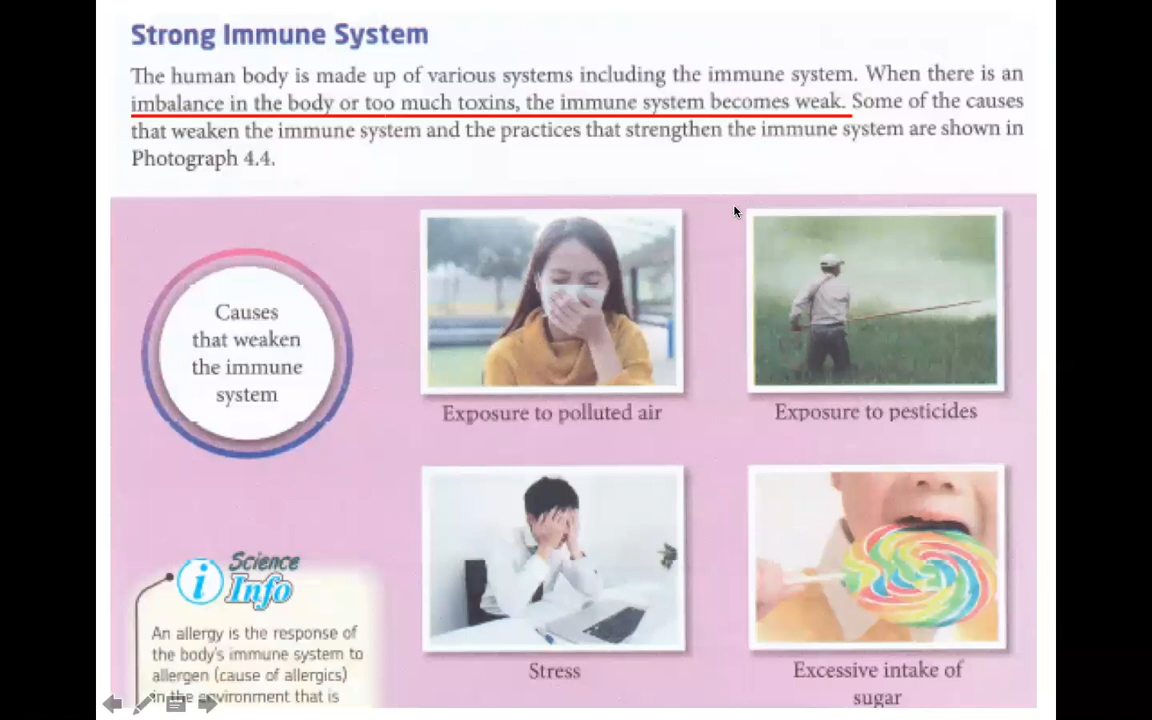 Strong Immune System
The human body is made up of various systems including the immune system. When there is an
imbalance in the body or too much toxins, the immune system becomes weak. Some of the causes
that weaken the immune system and the practices that strengthen the immune system are shown in
Photograph 4.4.
Causes
that weaken
the immune
system
Exposure to polluted air
Exposure to pesticides
Stress
Excessive intake of
sugar
i Science
Info
An allergy is the response of
the body's immune system to
allergen (cause of allergics)
in the environment that is